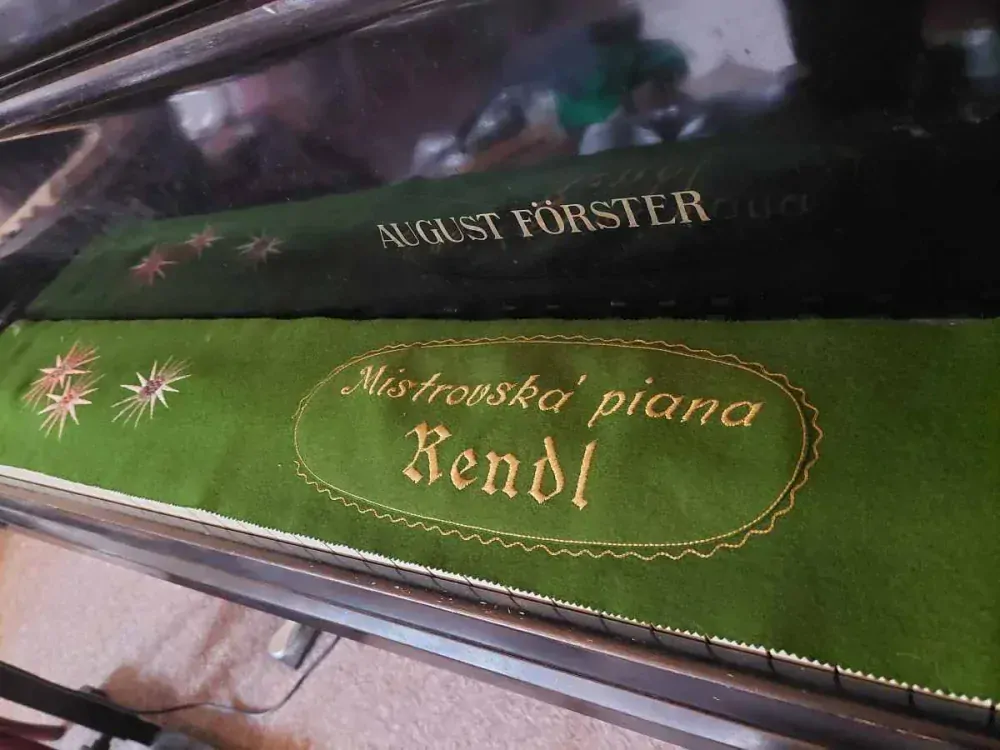 AUGUST FÖRSTER
Mistrovská piana
Rendl